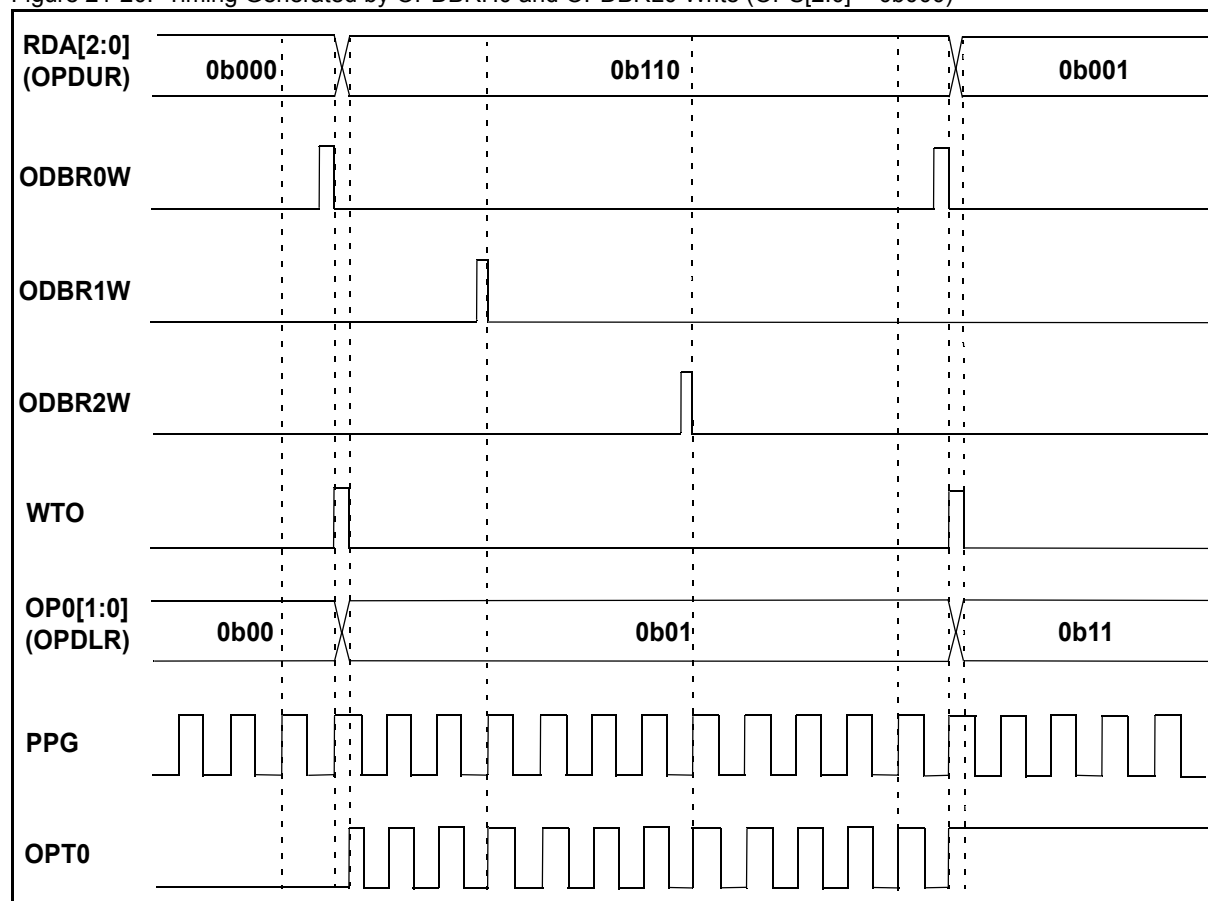 RDA[2:0]
(OPDUR)
0b000
0b110
0b001
ODBR0W
ODBR1W
ODBR2W
WTO
OP0[1:0]
(OPDLR)
0b00
0b01
0b11
PPG
OPT0